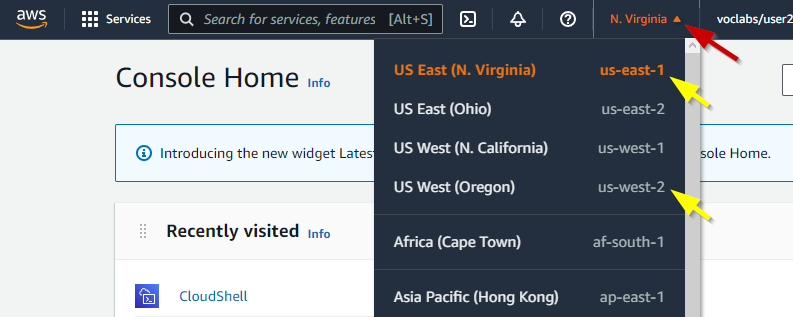 aws Services Search for services, features [Alt+S] N. Virginia voclabs/user2
Console Home Info
US East (N. Virginia) us-east-1
US East (Ohio) us-east-2
Introducing the new widget Latest
US West (N. California) us-west-1
sole Home.
US West (Oregon) us-west-2
Recently visited Info
Africa (Cape Town) af-south-1
CloudShell
Asia Pacific (Hong Kong) ap-east-1